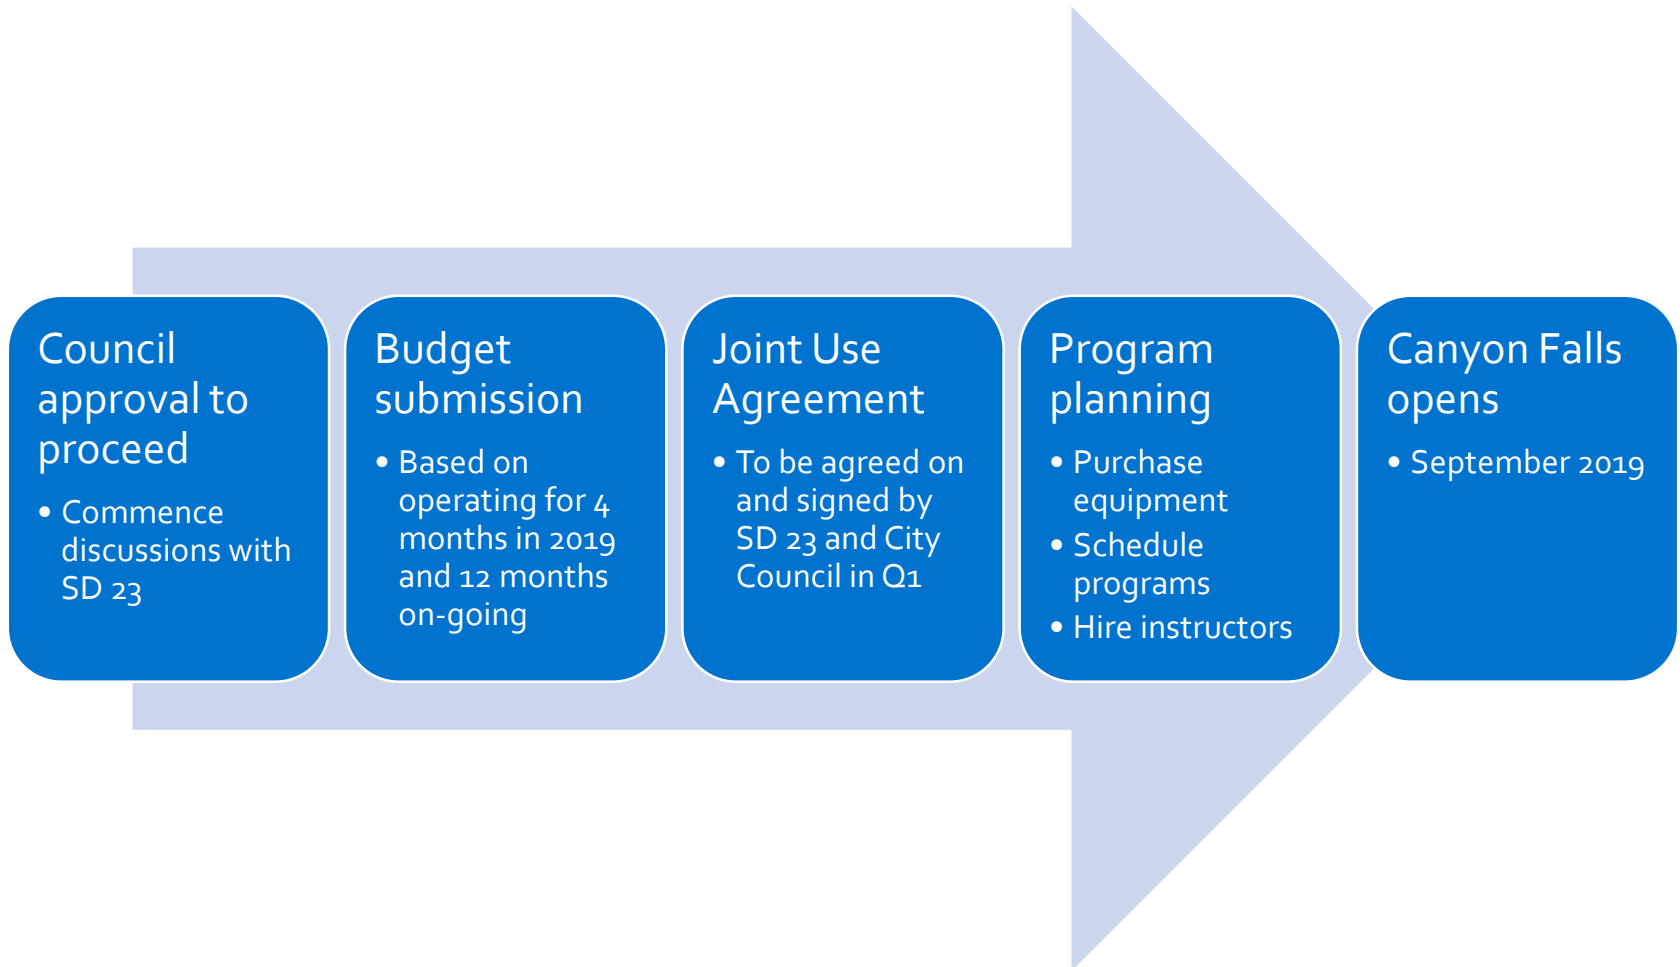 Council
approval to
proceed
• Commence
discussions with
SD 23
Budget
submission
• Based on
operating for 4
months in 2019
and 12 months
on-going
Joint Use
Agreement
• To be agreed on
and signed by
SD 23 and City
Council in Q1
Program
planning
• Purchase
equipment
• Schedule
programs
• Hire instructors
Canyon Falls
opens
• September 2019